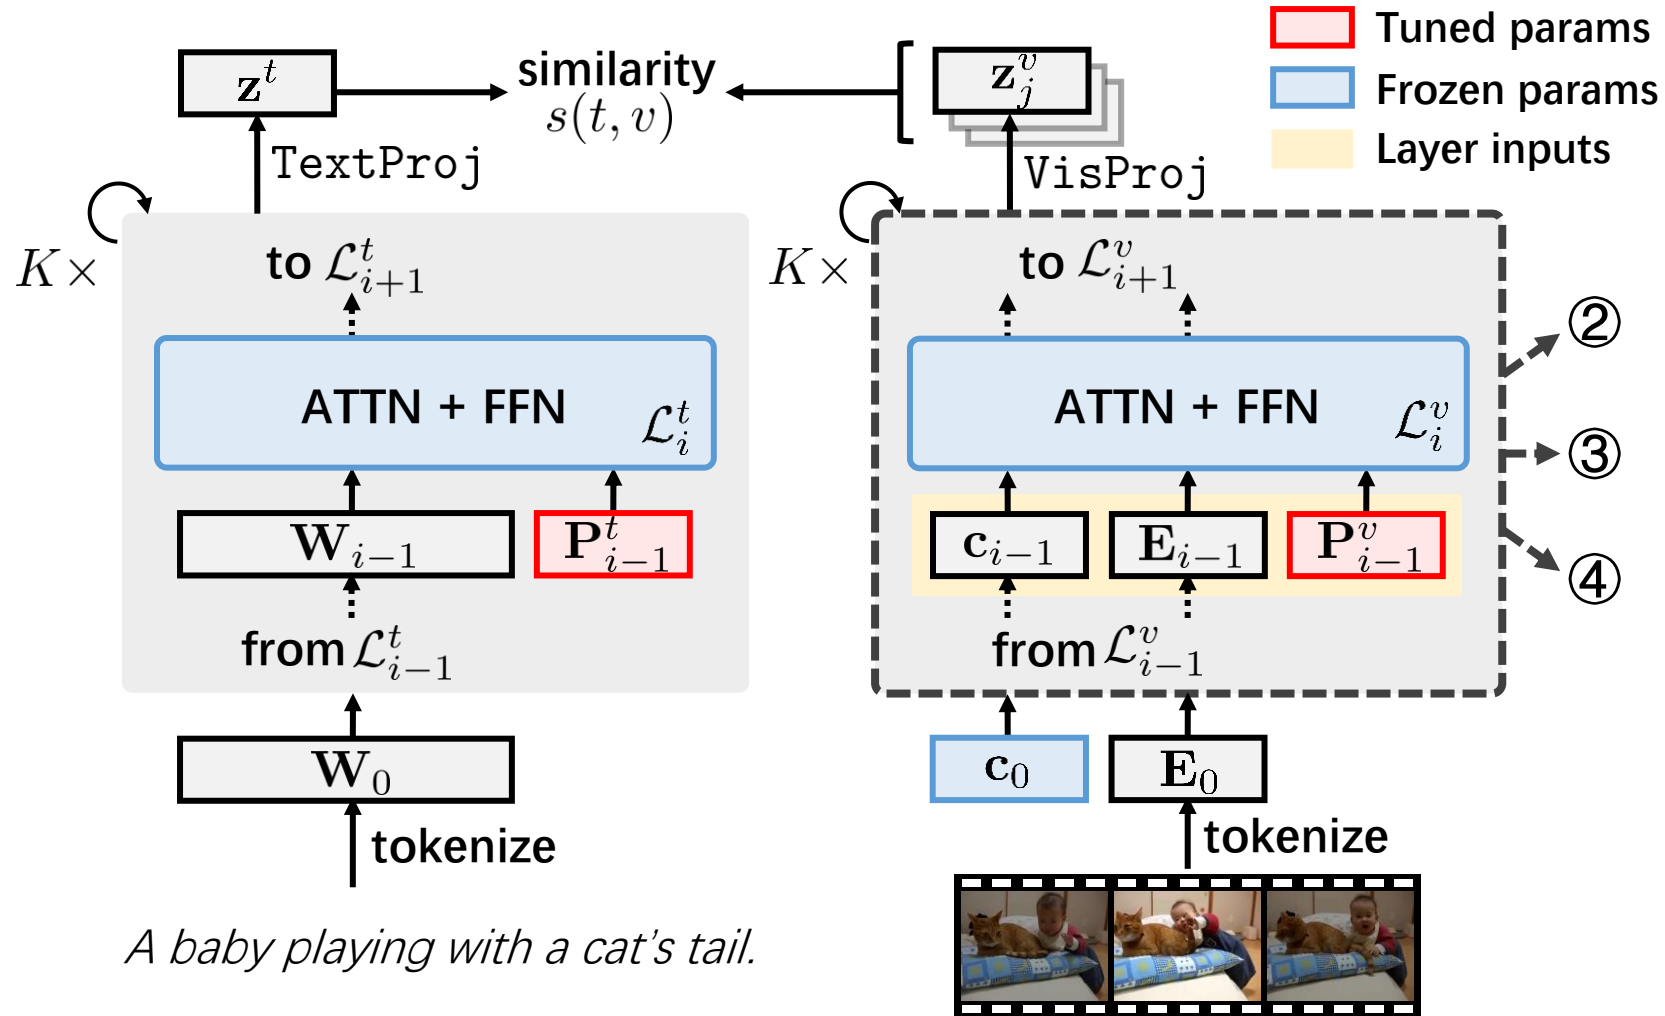 Tuned params
Frozen params
Layer inputs
z^t
similarity
s(t, v)
z_j^v
TextProj
VisProj
K×
to L_{i+1}^t
ATTN + FFN
L_i^t
W_{i−1}
P_{i−1}^t
from L_{i−1}^t
W_0
tokenize
A baby playing with a cat's tail.
K×
to L_{i+1}^v
ATTN + FFN
L_i^v
c_{i−1}
E_{i−1}
P_{i−1}^v
from L_{i−1}^v
c_0
E_0
tokenize
②
③
④